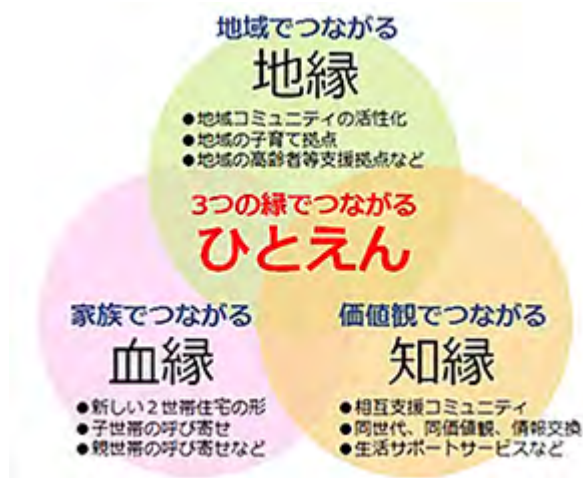 地域でつながる
地縁
●地域コミュニティの活性化
●地域の子育て拠点
●地域の高齢者等支援拠点など
3つの縁でつながる
ひとえん
家族でつながる
血縁
●新しい2世帯住宅の形
●子世帯の呼び寄せ
●親世帯の呼び寄せなど
価値観でつながる
知縁
●相互支援コミュニティ
●同世代、同価値観、情報交換
●生活サポートサービスなど